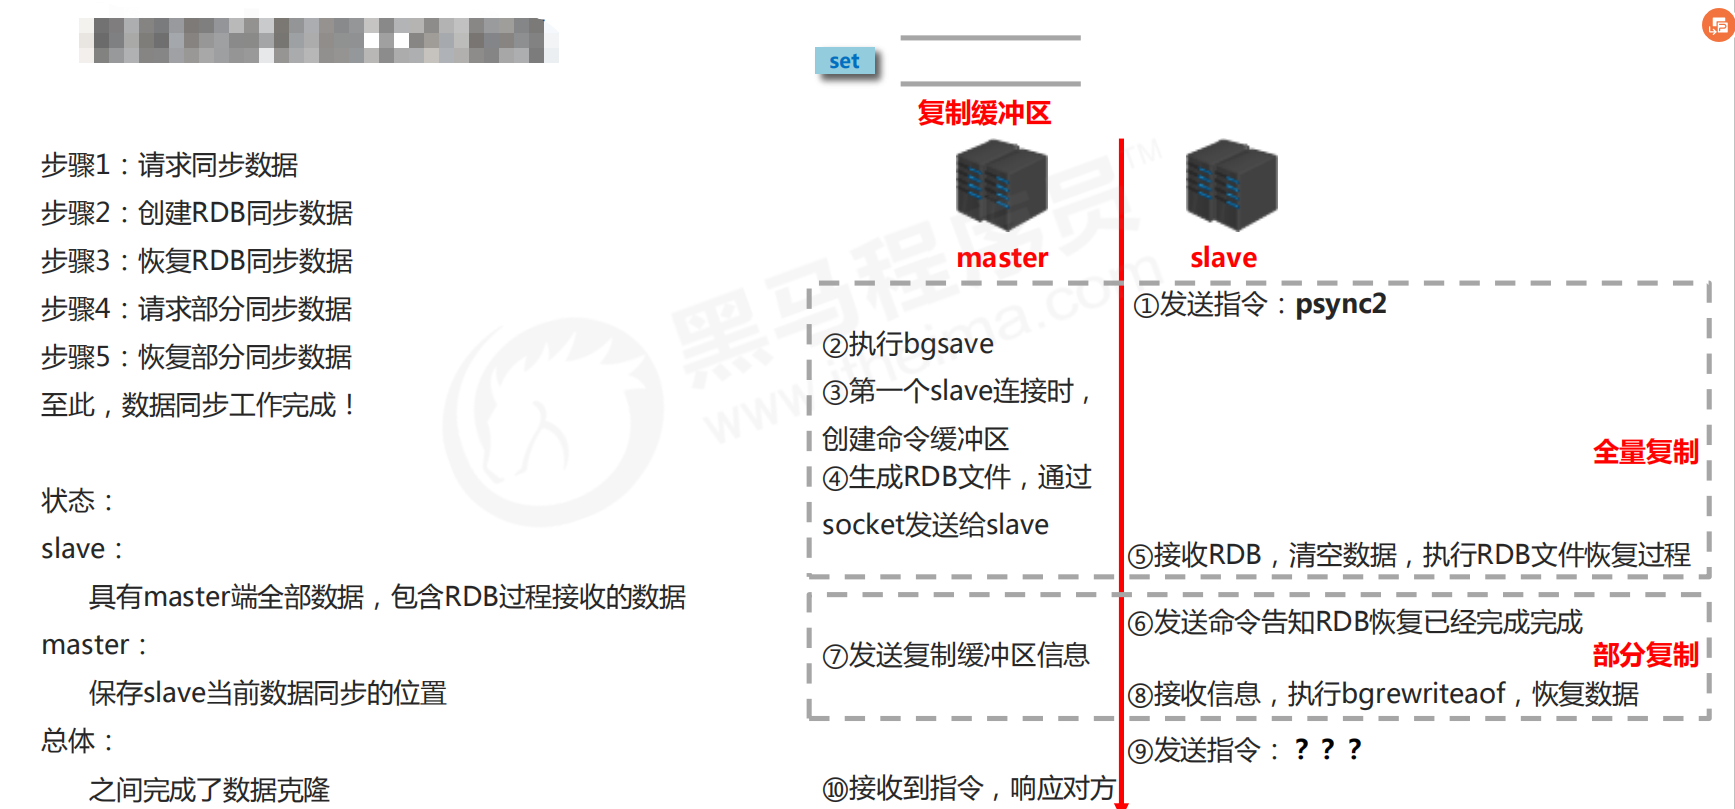 步骤1：请求同步数据
步骤2：创建RDB同步数据
步骤3：恢复RDB同步数据
步骤4：请求部分同步数据
步骤5：恢复部分同步数据
至此，数据同步工作完成！
状态：
slave：
具有master端全部数据，包含RDB过程接收的数据
master：
保存slave当前数据同步的位置
总体：
之间完成了数据克隆
set
复制缓冲区
master
slave
①发送指令：psync2
②执行bgsave
③第一个slave连接时，
创建命令缓冲区
④生成RDB文件，通过
socket发送给slave
全量复制
⑤接收RDB，清空数据，执行RDB文件恢复过程
⑥发送命令告知RDB恢复已经完成完成
⑦发送复制缓冲区信息
部分复制
⑧接收信息，执行bgrewriteaof，恢复数据
⑨发送指令：？？？
⑩接收到指令，响应对方
黑马程序员™
www.itheima.com